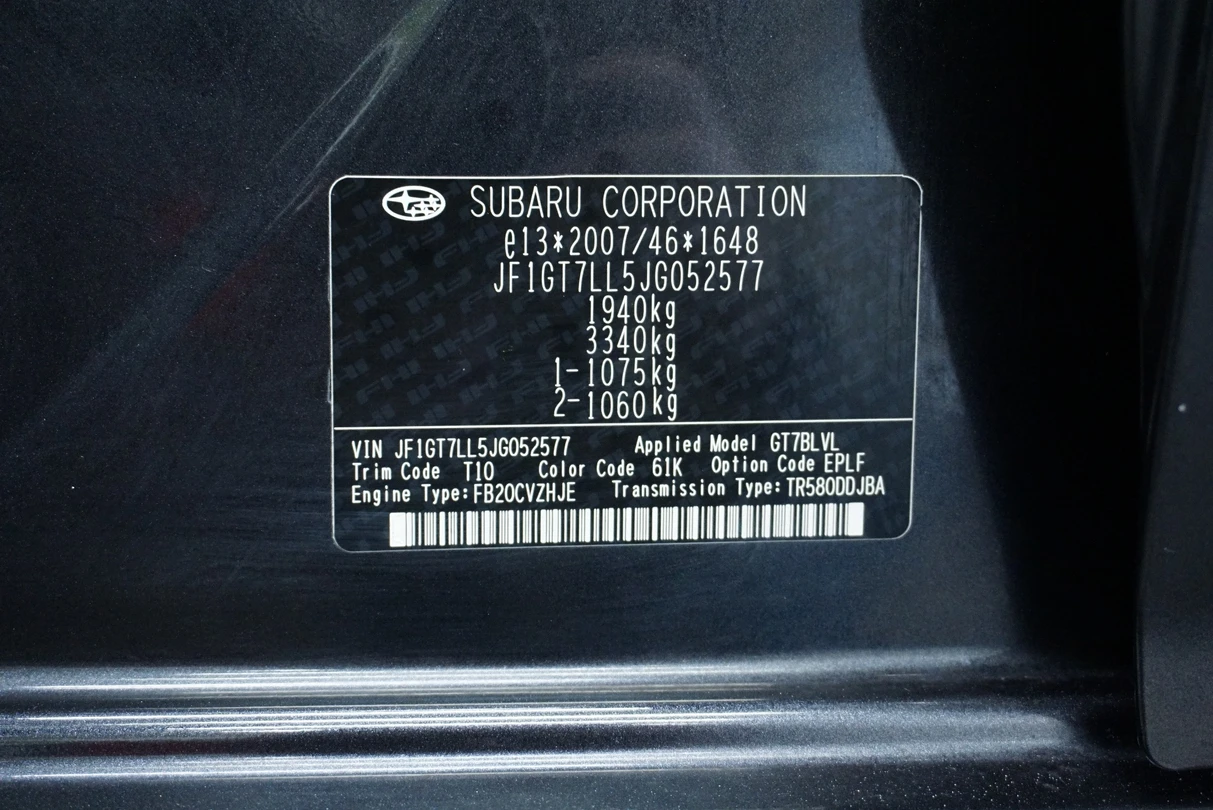 SUBARU CORPORATION
e13*2007/46*1648
JF1GT7LL5JG052577
1940kg
3340kg
1-1075kg
2-1060kg
VIN JF1GT7LL5JG052577 Applied Model GT7BLVL
Trim Code T10 Color Code 61K Option Code EPLF
Engine Type:FB20CVZHJE Transmission Type:TR580DDJBA